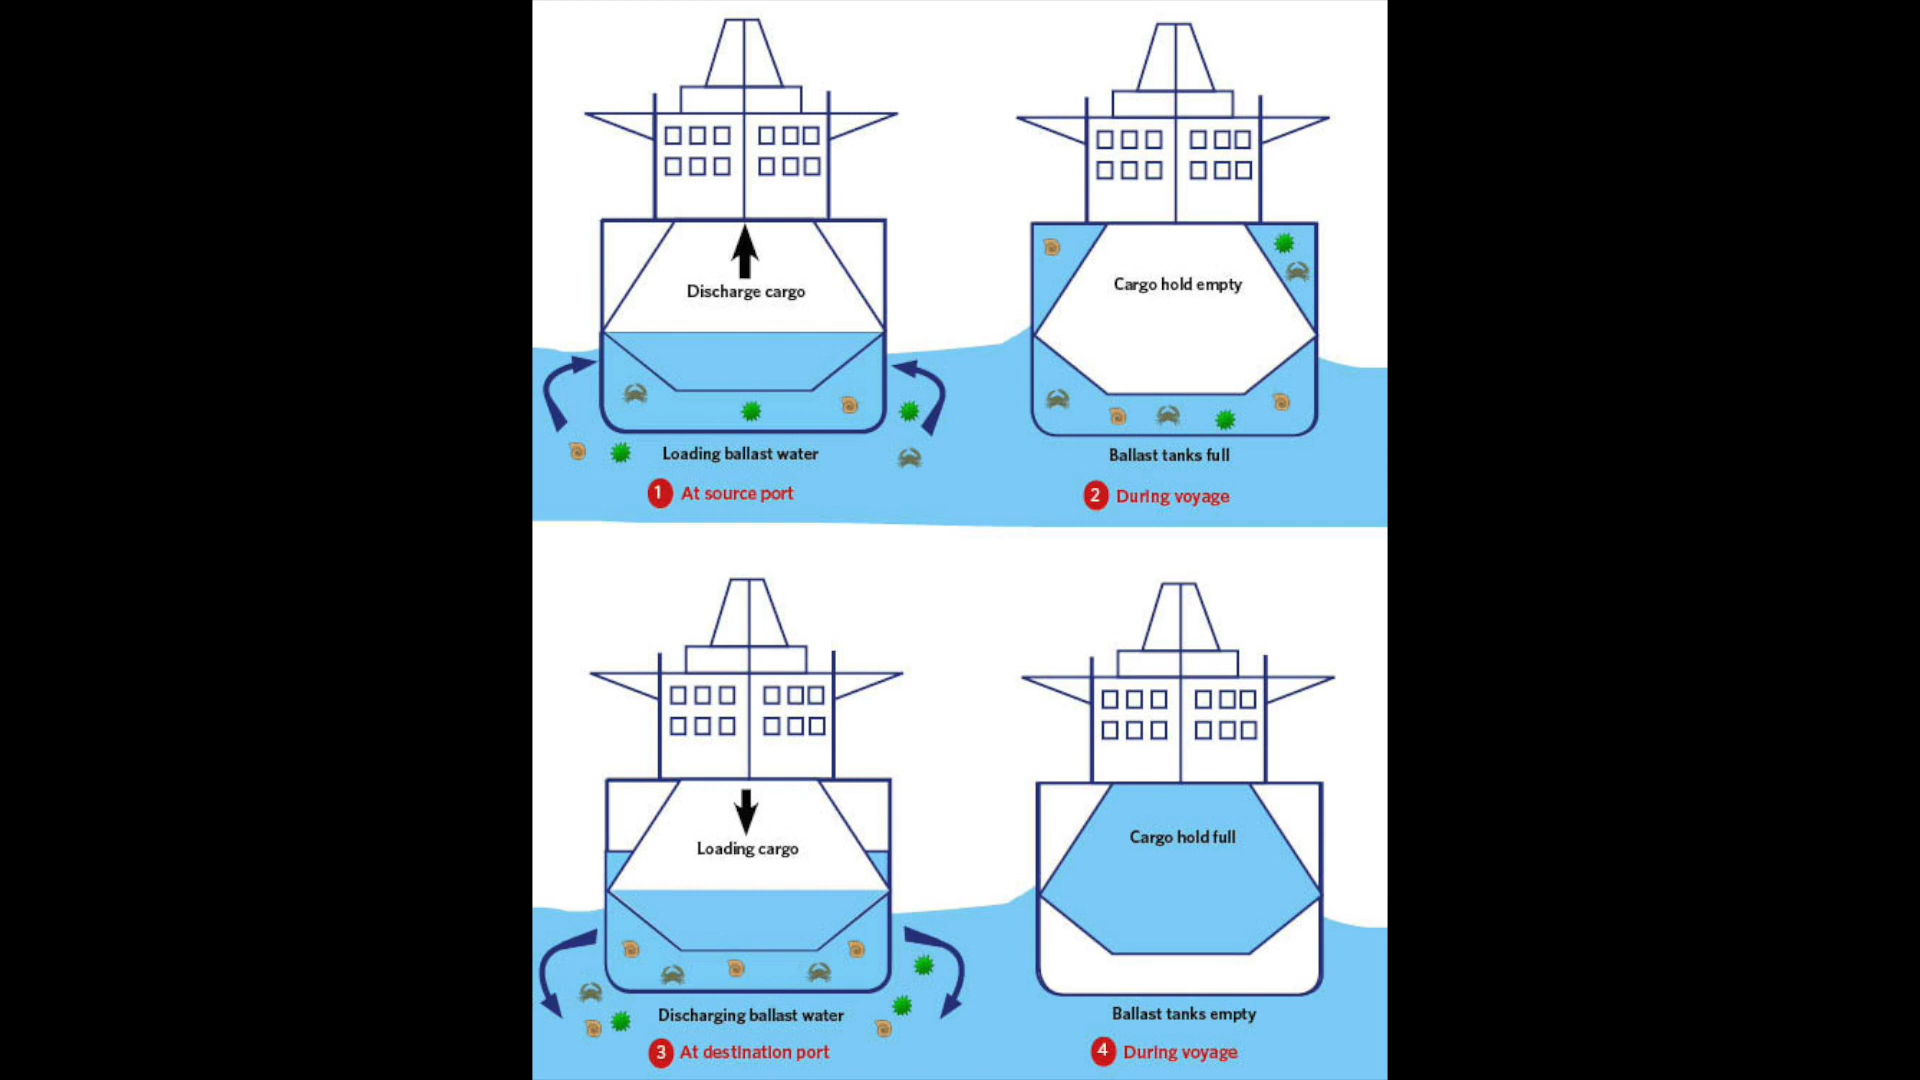 Discharge cargo
Loading ballast water
1 At source port
Cargo hold empty
Ballast tanks full
2 During voyage
Loading cargo
Discharging ballast water
3 At destination port
Cargo hold full
Ballast tanks empty
4 During voyage